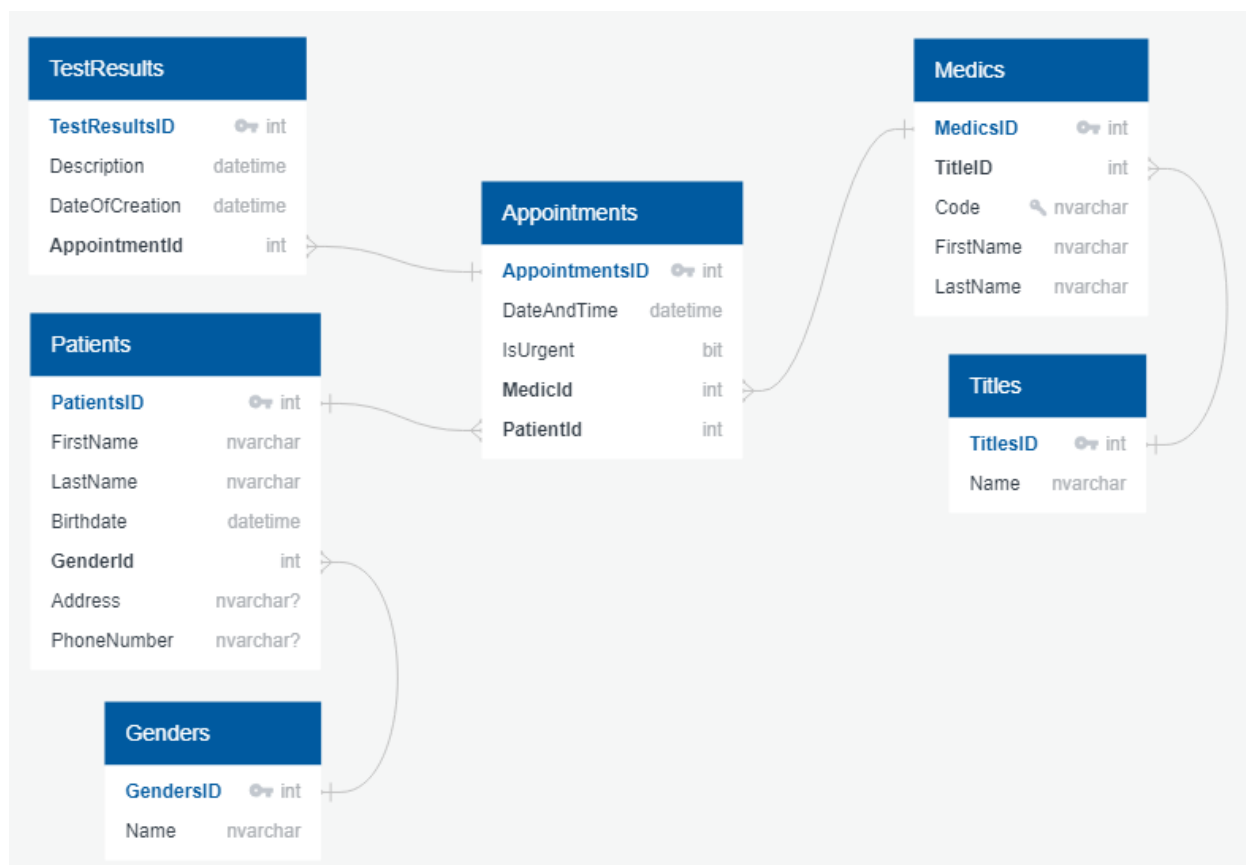 TestResults
TestResultsID int
Description datetime
DateOfCreation datetime
AppointmentId int
Patients
PatientsID int
FirstName nvarchar
LastName nvarchar
Birthdate datetime
GenderId int
Address nvarchar?
PhoneNumber nvarchar?
Genders
GendersID int
Name nvarchar
Appointments
AppointmentsID int
DateAndTime datetime
IsUrgent bit
MedicId int
PatientId int
Medics
MedicsID int
TitleID int
Code nvarchar
FirstName nvarchar
LastName nvarchar
Titles
TitlesID int
Name nvarchar